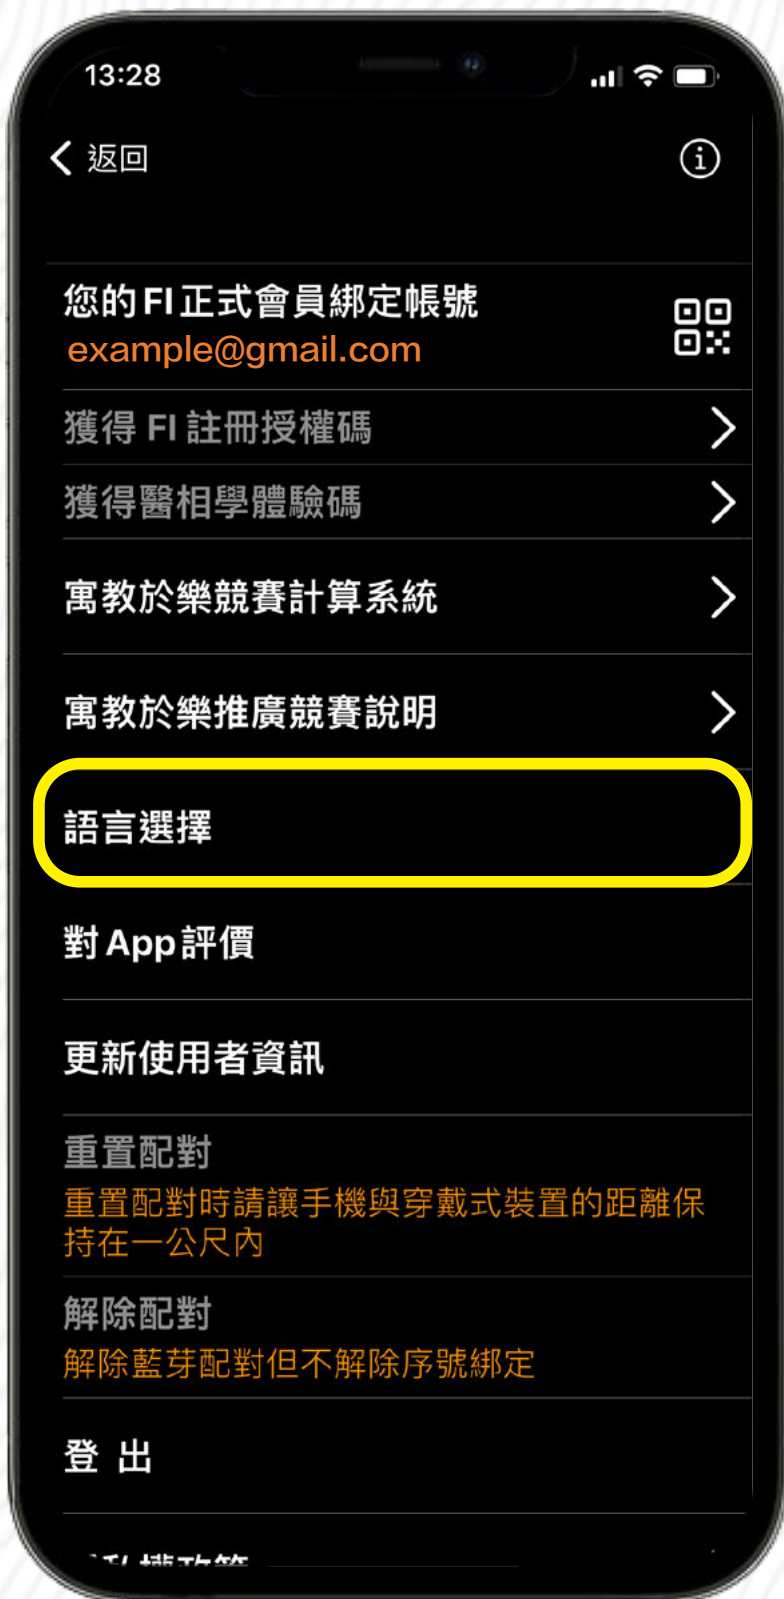 13:28
返回
您的FI正式會員綁定帳號
example@gmail.com
獲得 FI 註冊授權碼
獲得醫相學體驗碼
寓教於樂競賽計算系統
寓教於樂推廣競賽說明
語言選擇
對App評價
更新使用者資訊
重置配對
重置配對時請讓手機與穿戴式裝置的距離保
持在一公尺內
解除配對
解除藍芽配對但不解除序號綁定
登 出